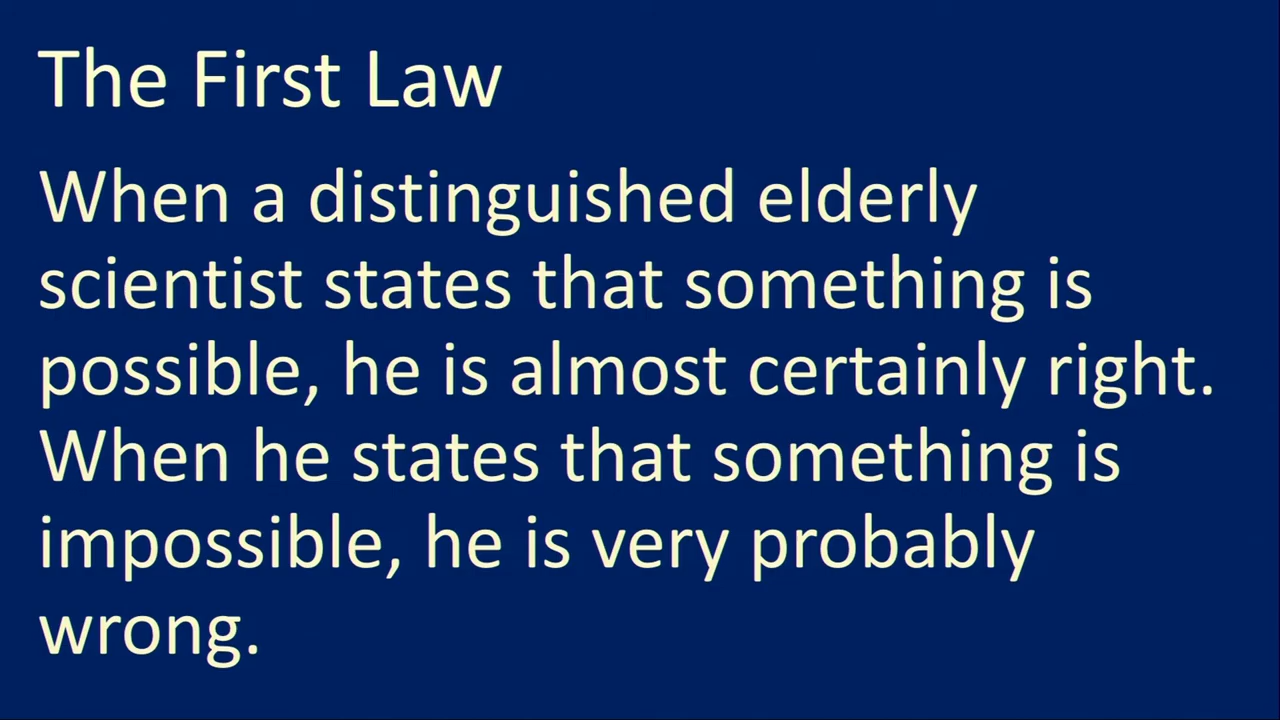 The First Law
When a distinguished elderly
scientist states that something is
possible, he is almost certainly right.
When he states that something is
impossible, he is very probably
wrong.